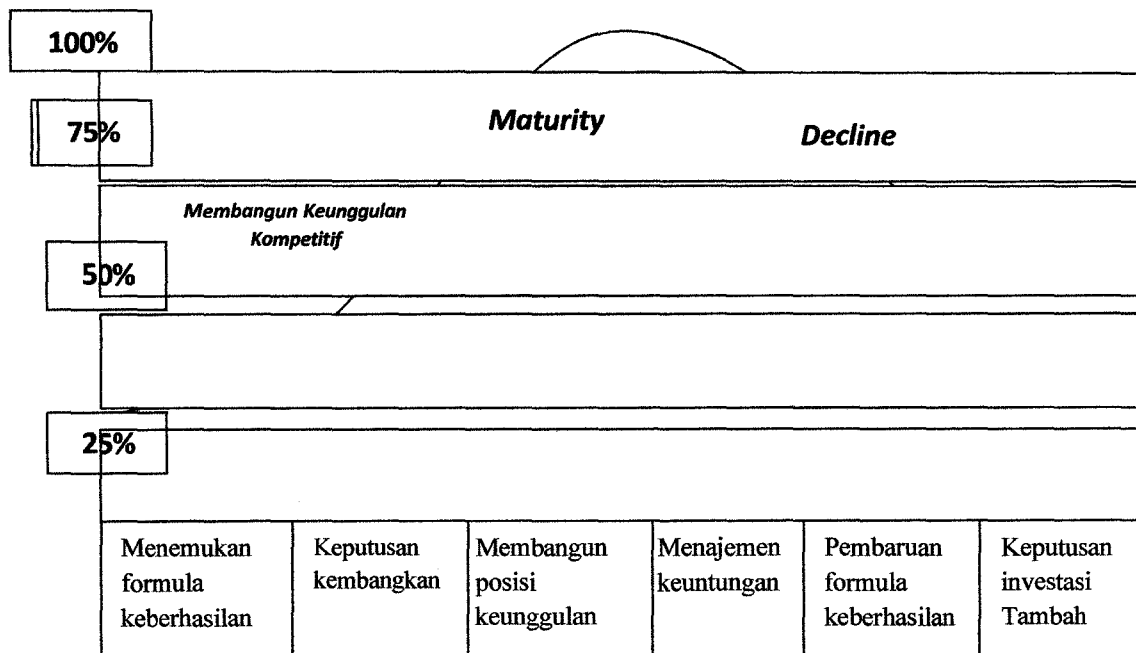 100%
75%
Maturity
Decline
Membangun Keunggulan
Kompetitif
50%
25%
Menemukan
formula
keberhasilan
Keputusan
kembangkan
Membangun
posisi
keunggulan
Menajemen
keuntungan
Pembaruan
formula
keberhasilan
Keputusan
investasi
Tambah